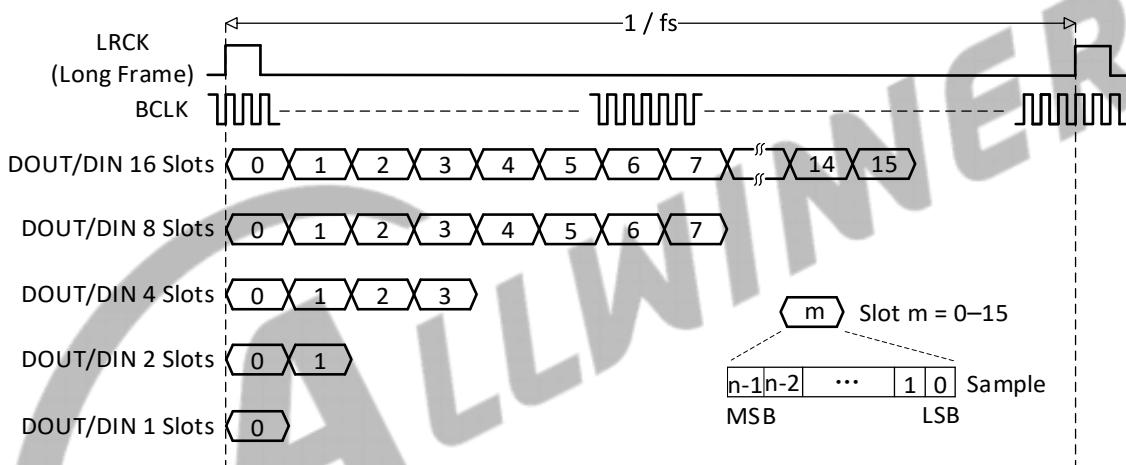 1 / fs
LRCK
(Long Frame)
BCLK
DOUT/DIN 16 Slots 0 1 2 3 4 5 6 7 14 15
DOUT/DIN 8 Slots 0 1 2 3 4 5 6 7
DOUT/DIN 4 Slots 0 1 2 3
m Slot m = 0–15
DOUT/DIN 2 Slots 0 1
n-1 n-2 ··· 1 0 Sample
MSB LSB
DOUT/DIN 1 Slots 0
ALLWINNER